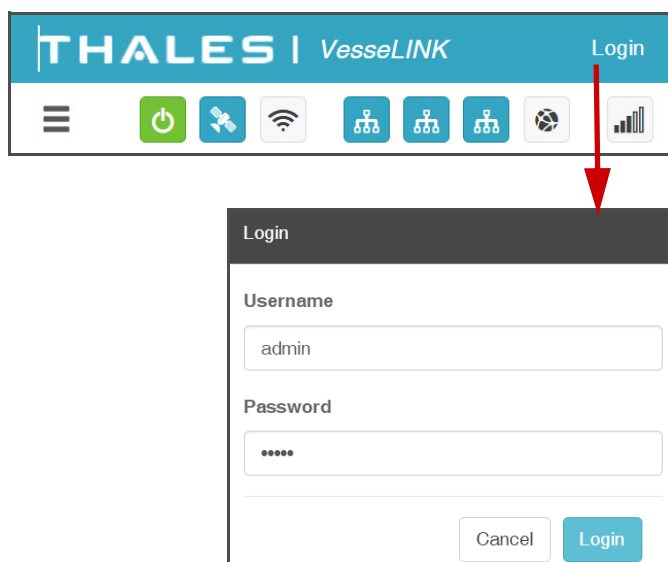 THALES | VesseLINK Login
Login
Username
admin
Password
•••••
Cancel Login